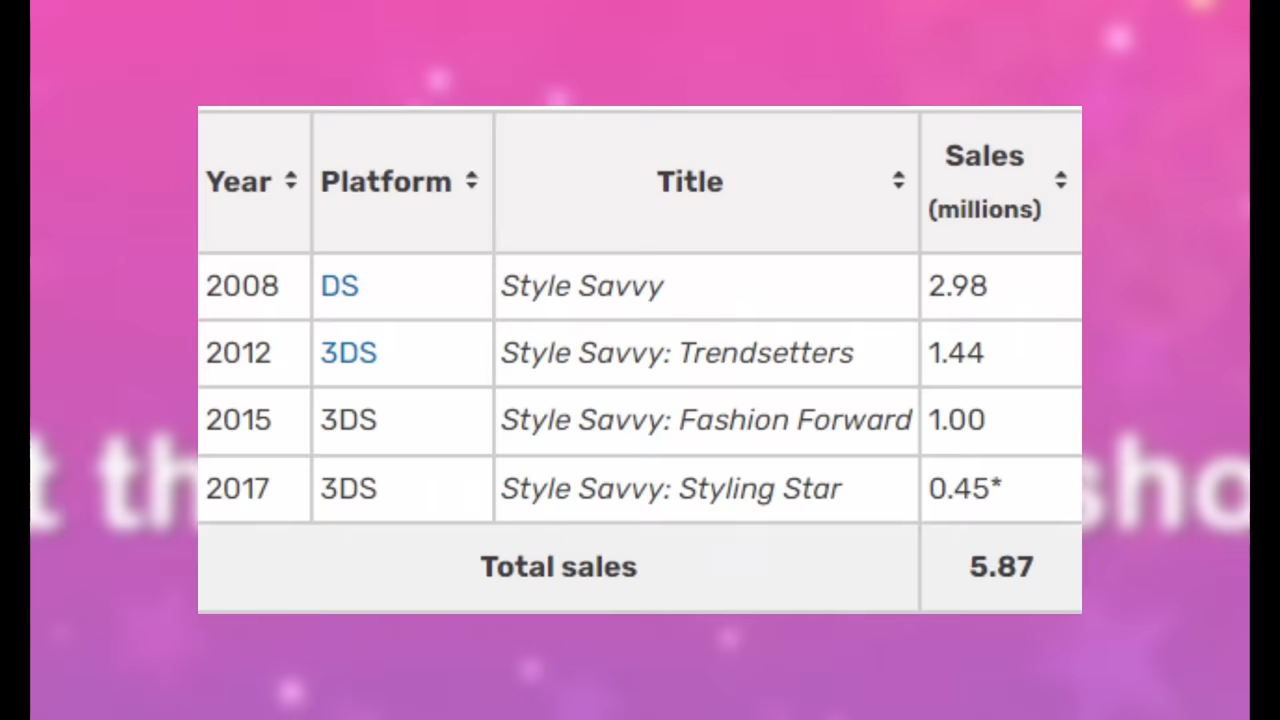 Year Platform Title Sales (millions)
2008 DS Style Savvy 2.98
2012 3DS Style Savvy: Trendsetters 1.44
2015 3DS Style Savvy: Fashion Forward 1.00
2017 3DS Style Savvy: Styling Star 0.45*
Total sales 5.87